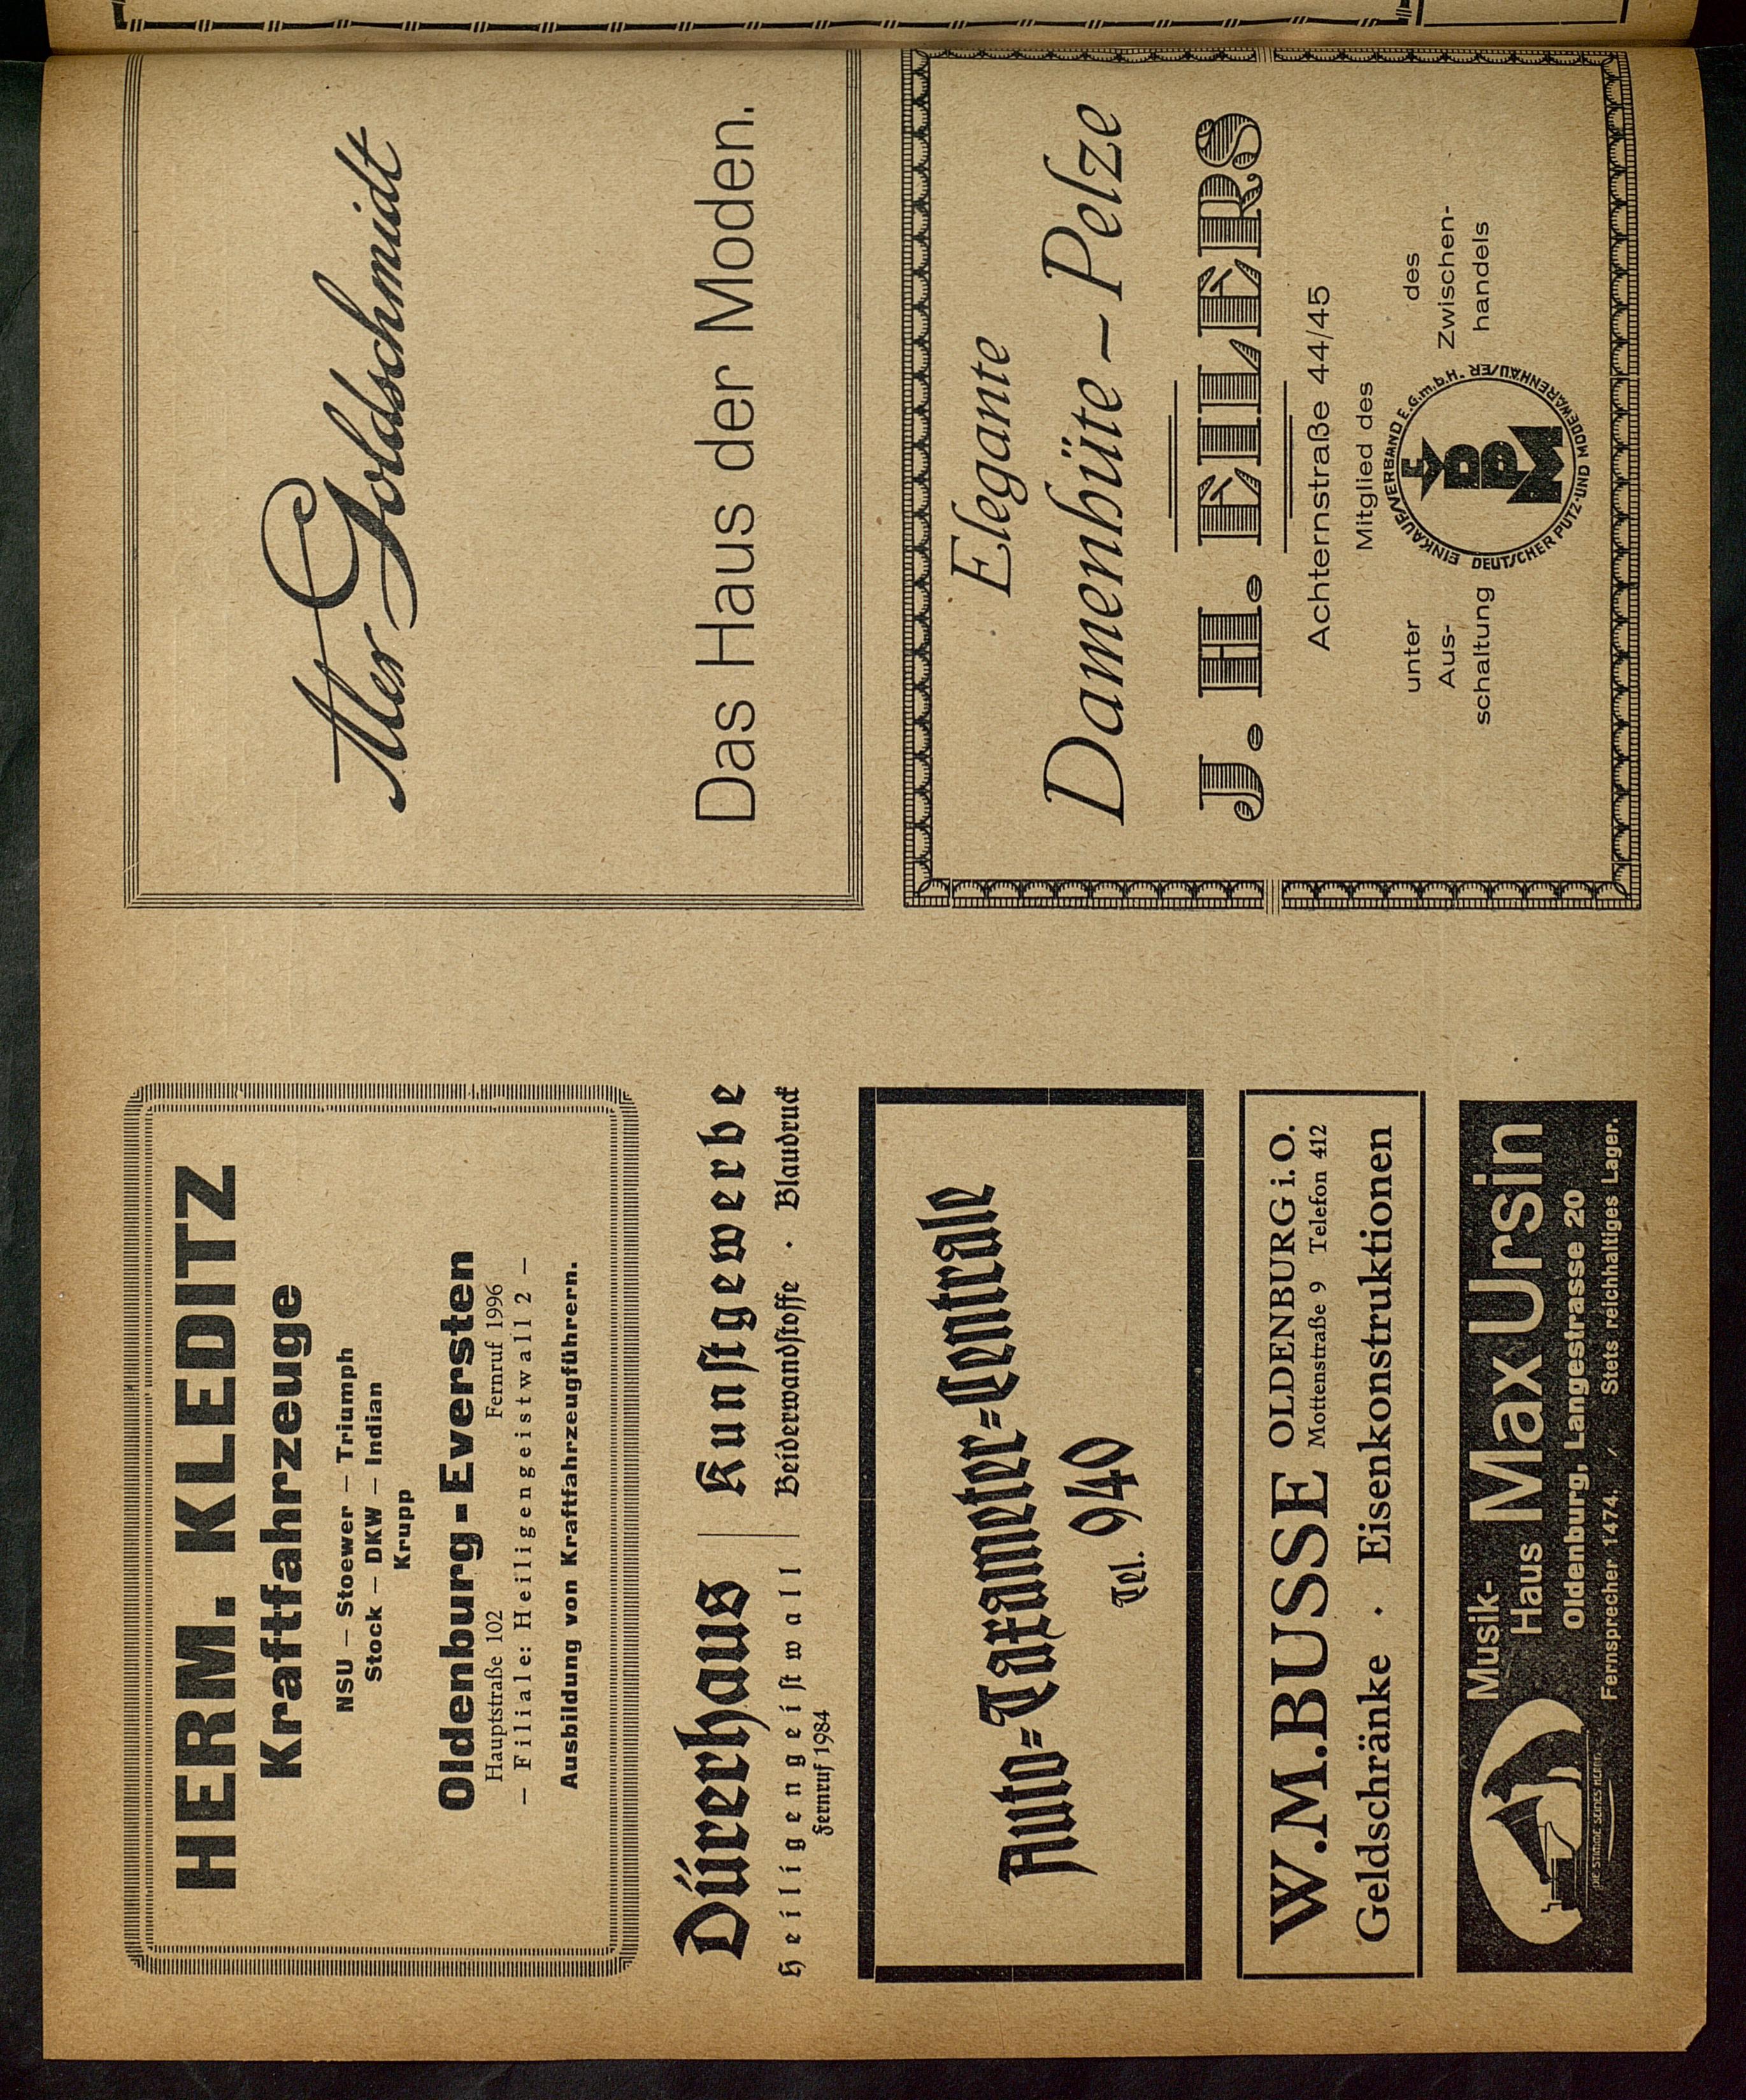 HERM. KLEDITZ
Kraftfahrzeuge
NSU – Stoewer – Triumph
Stock – DKW – Indian
Krupp
Oldenburg-Eversten
Hauptstraße 102 Fernruf 1996
– Filiale: Heiligengeistwall 2 –
Ausbildung von Kraftfahrzeugführern.
Dürerhaus
Heiligengeistwall
Fernruf 1984
Kunstgewerbe
Beiderwandstoffe · Blaudruck
Auto-Taxameter-Centrale
Tel. 940
W.M.BUSSE OLDENBURG i. O.
Mottenstraße 9 Telefon 412
Geldschränke · Eisenkonstruktionen
Musik-
Haus Max Ursin
Oldenburg, Langestrasse 20
Fernsprecher 1474. / Stets reichhaltiges Lager.
DIE STIMME SEINES HERRN
Alex Goldschmidt
Das Haus der Moden.
Elegante
Damenhüte – Pelze
J. H. EILERS
Achternstraße 44/45
Mitglied des
EINKAUFSVERBAND E.G.m.b.H. DEUTSCHER PUTZ-UND MODEWARENHÄUSER
unter
Aus-
schaltung
des
Zwischen-
handels